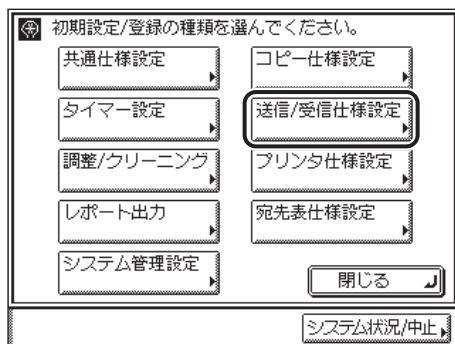 初期設定/登録の種類を選んでください。
共通仕様設定
コピー仕様設定
タイマー設定
送信/受信仕様設定
調整/クリーニング
プリンタ仕様設定
レポート出力
宛先表仕様設定
システム管理設定
閉じる
システム状況/中止